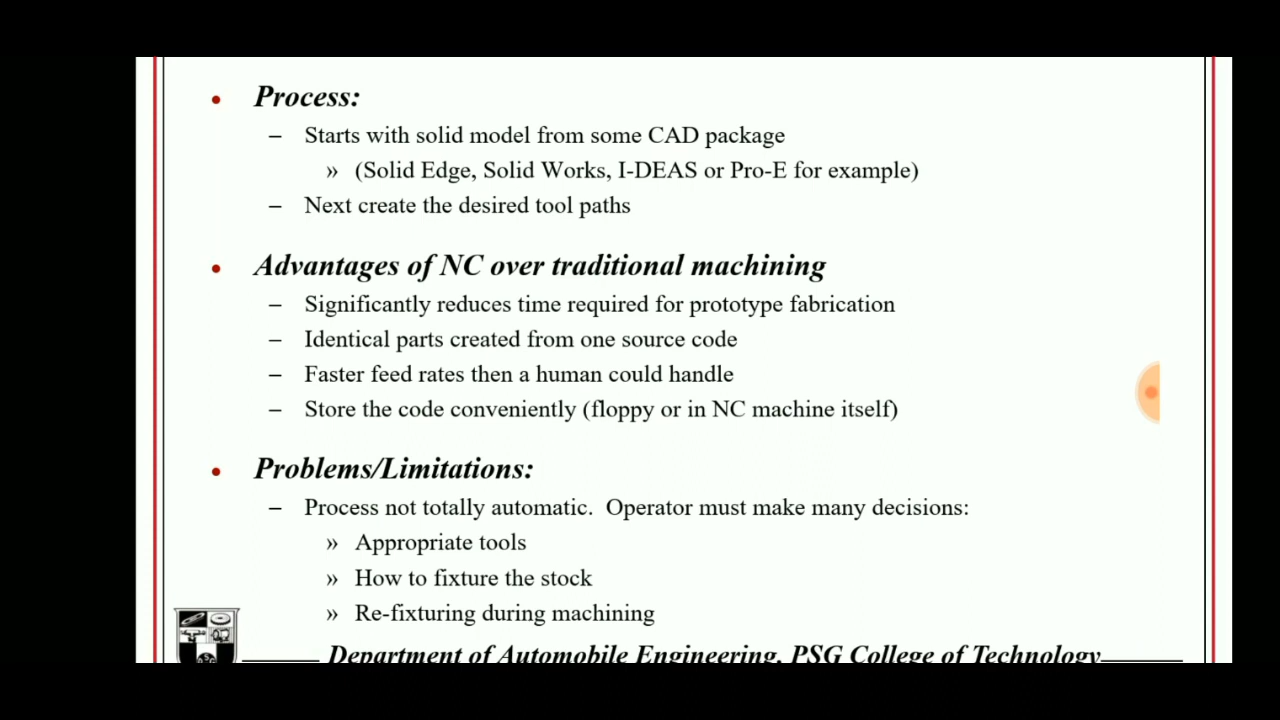 • Process:
– Starts with solid model from some CAD package
» (Solid Edge, Solid Works, I-DEAS or Pro-E for example)
– Next create the desired tool paths
• Advantages of NC over traditional machining
– Significantly reduces time required for prototype fabrication
– Identical parts created from one source code
– Faster feed rates then a human could handle
– Store the code conveniently (floppy or in NC machine itself)
• Problems/Limitations:
– Process not totally automatic.  Operator must make many decisions:
» Appropriate tools
» How to fixture the stock
» Re-fixturing during machining
Department of Automobile Engineering, PSG College of Technology